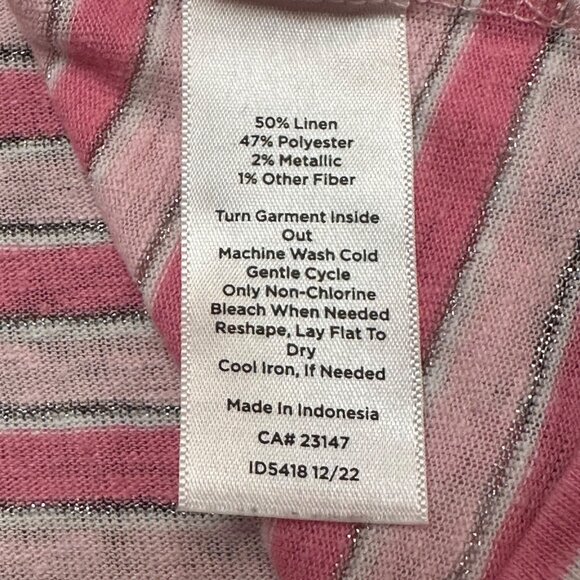 50% Linen
47% Polyester
2% Metallic
1% Other Fiber
Turn Garment Inside
Out
Machine Wash Cold
Gentle Cycle
Only Non-Chlorine
Bleach When Needed
Reshape, Lay Flat To
Dry
Cool Iron, If Needed
Made In Indonesia
CA# 23147
ID5418 12/22